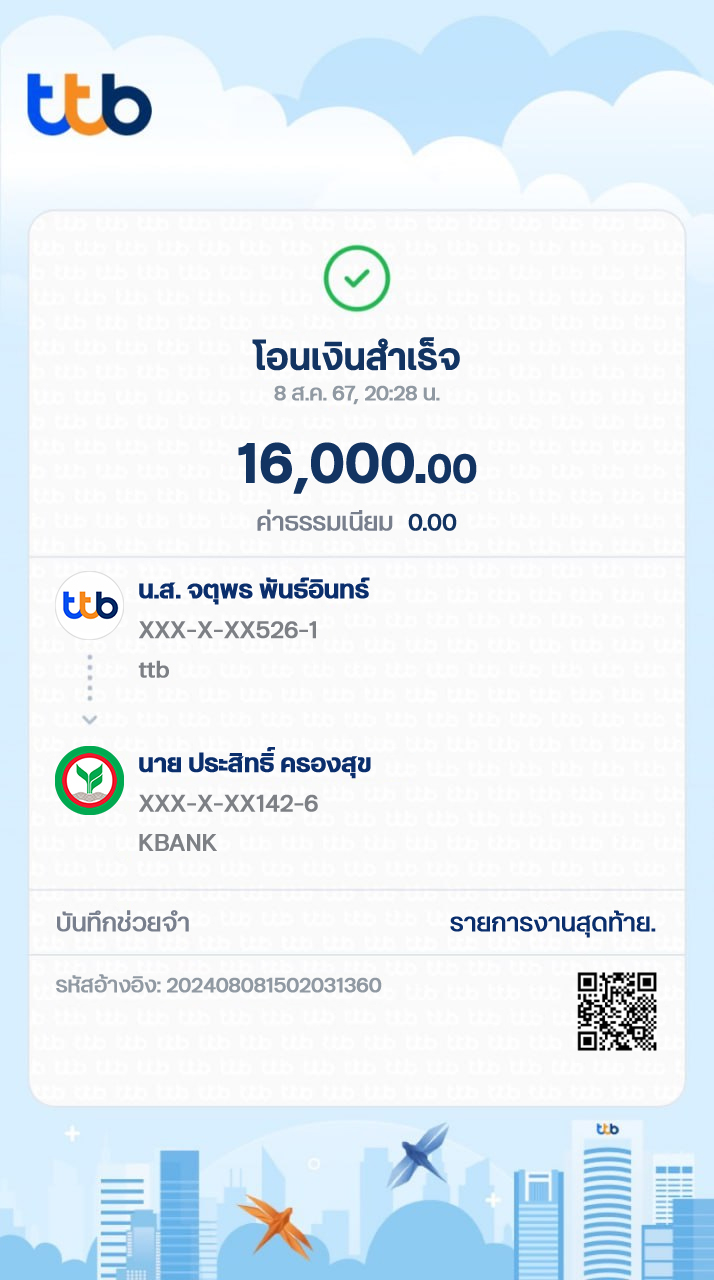 ttb
โอนเงินสำเร็จ
8 ส.ค. 67, 20:28 น.
16,000.00
ค่าธรรมเนียม 0.00
ttb
น.ส. จตุพร พันธ์อินทร์
XXX-X-XX526-1
ttb
นาย ประสิทธิ์ ครองสุข
XXX-X-XX142-6
KBANK
บันทึกช่วยจำ รายการงานสุดท้าย.
รหัสอ้างอิง: 202408081502031360
ttb